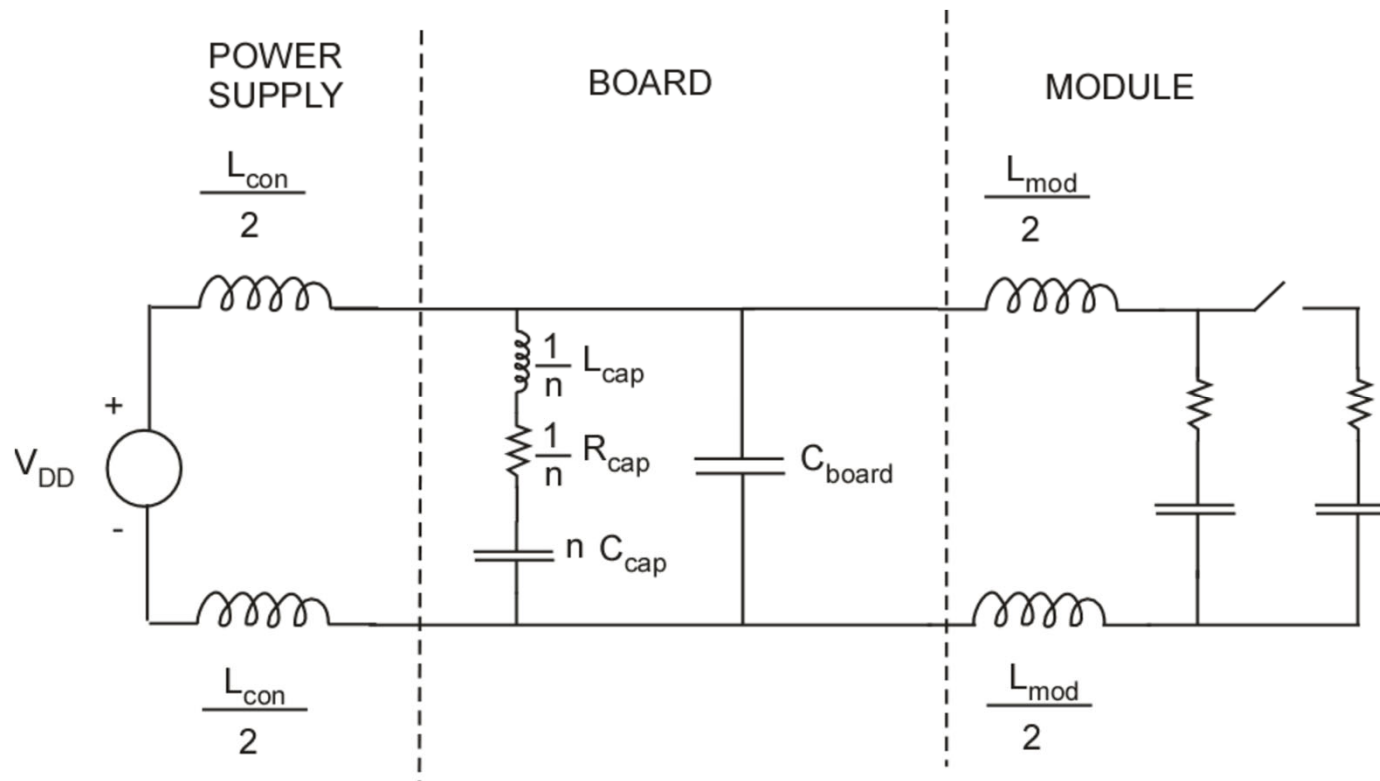 POWER
SUPPLY
BOARD
MODULE
L_con
2
L_mod
2
1
n
L_cap
+
V_DD
-
1
n
R_cap
C_board
n C_cap
L_con
2
L_mod
2